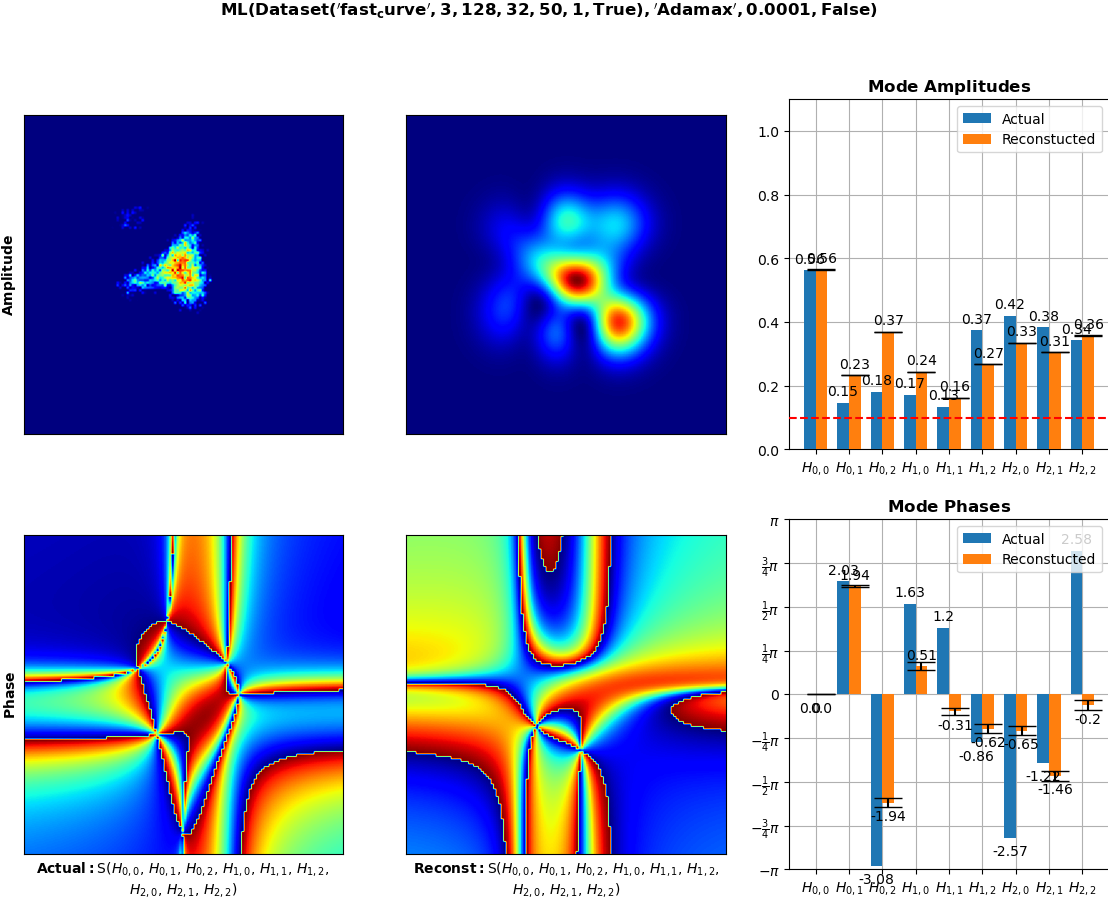 ML(Dataset('fast_curve', 3, 128, 32, 50, 1, True), 'Adamax', 0.0001, False)
Amplitude
Mode Amplitudes
Actual
Reconstucted
1.0
0.8
0.6
0.4
0.2
0.0
0.56 0.56
0.15 0.23
0.18 0.37
0.17 0.24
0.13 0.16
0.37 0.27
0.42 0.33
0.38 0.31
0.34 0.36
H0,0 H0,1 H0,2 H1,0 H1,1 H1,2 H2,0 H2,1 H2,2
Phase
Mode Phases
Actual
Reconstucted
π
3/4π
1/2π
1/4π
0
−1/4π
−1/2π
−3/4π
−π
0.0 0.0
2.03 1.94
-3.08 -1.94
1.63 0.51
1.2 -0.31
-0.86 -0.62
-2.57 -0.65
-1.22 -1.46
2.58 -0.2
H0,0 H0,1 H0,2 H1,0 H1,1 H1,2 H2,0 H2,1 H2,2
Actual: S(H0,0, H0,1, H0,2, H1,0, H1,1, H1,2,
H2,0, H2,1, H2,2)
Reconst: S(H0,0, H0,1, H0,2, H1,0, H1,1, H1,2,
H2,0, H2,1, H2,2)